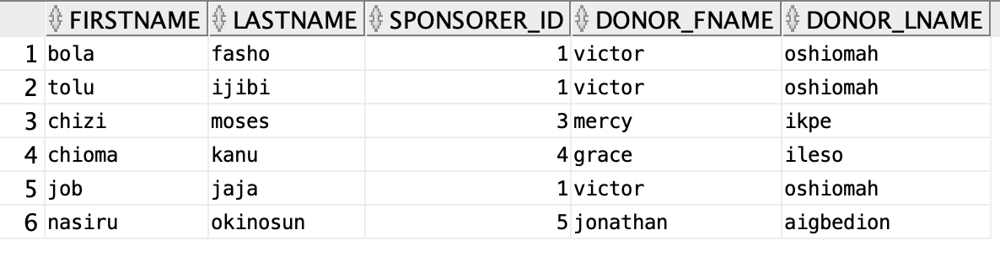 FIRSTNAME LASTNAME SPONSORER_ID DONOR_FNAME DONOR_LNAME
1 bola fasho 1 victor oshiomah
2 tolu ijibi 1 victor oshiomah
3 chizi moses 3 mercy ikpe
4 chioma kanu 4 grace ileso
5 job jaja 1 victor oshiomah
6 nasiru okinosun 5 jonathan aigbedion